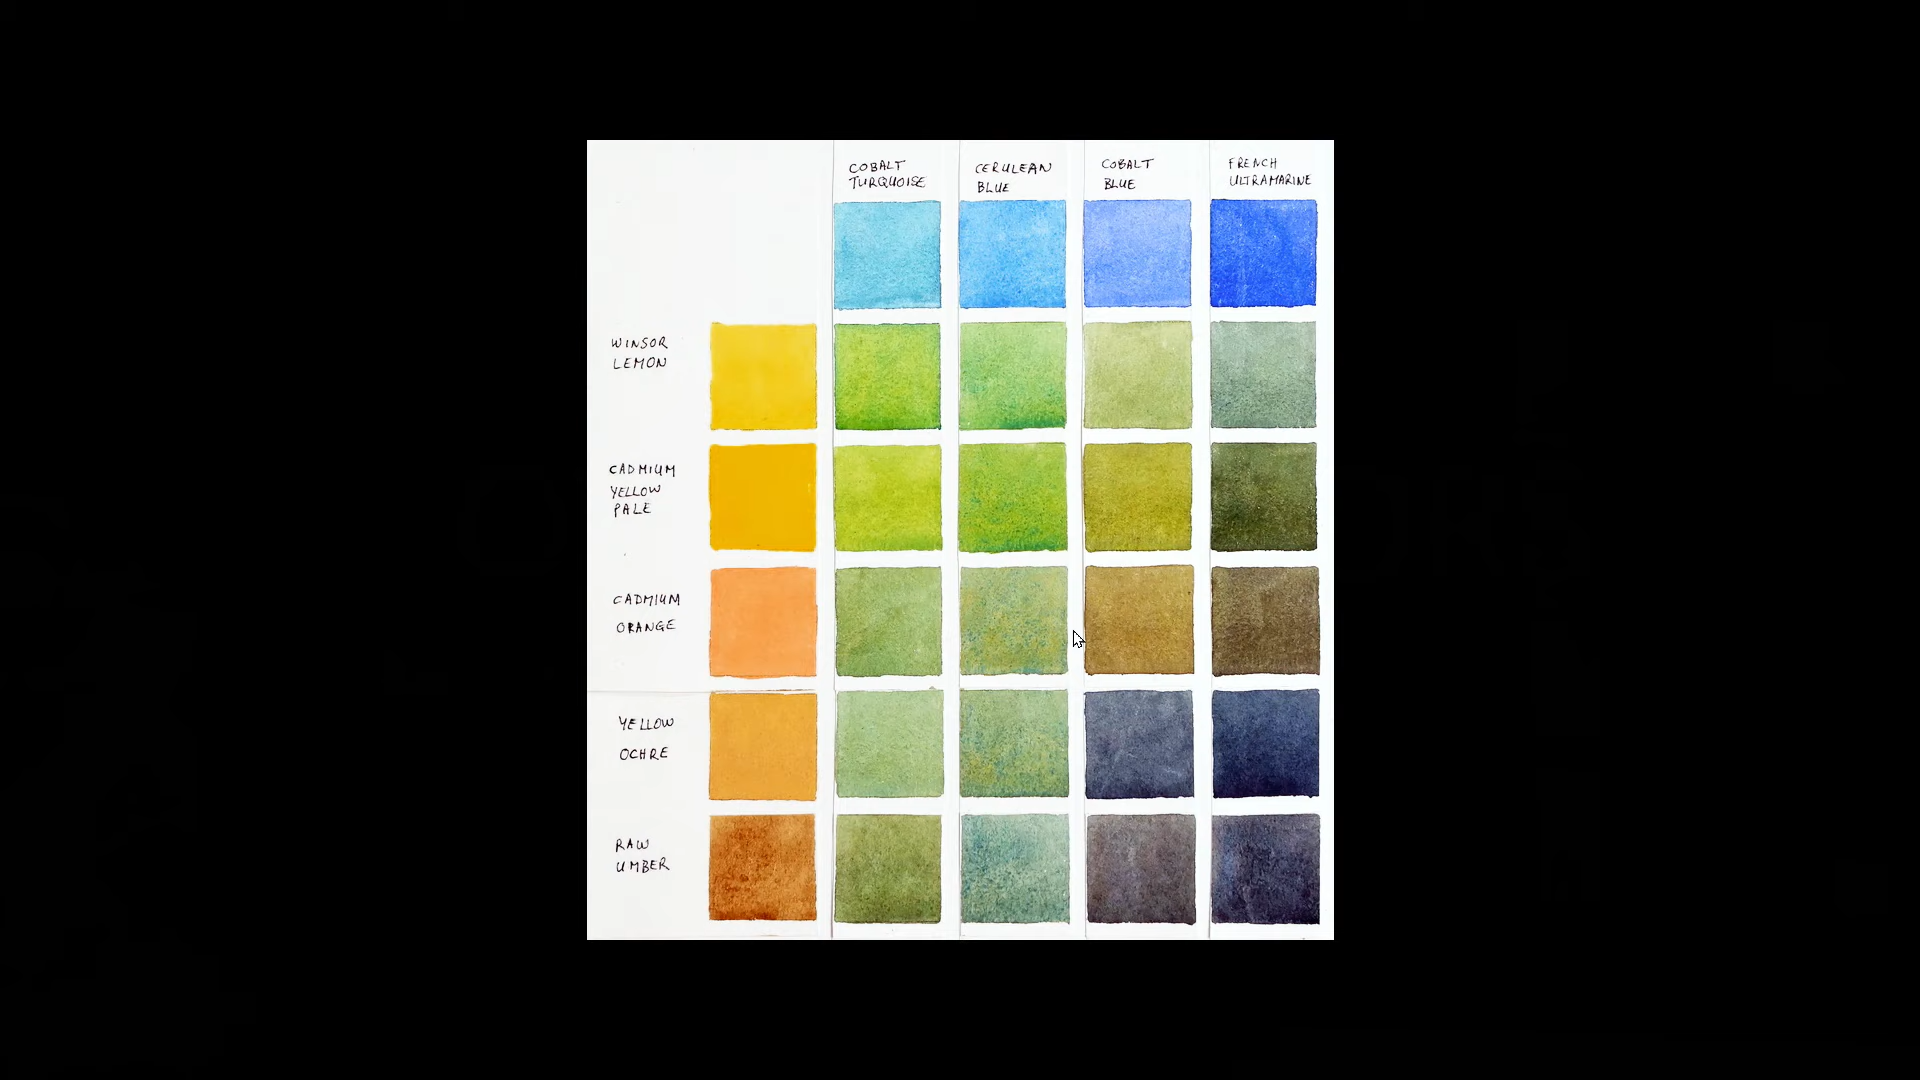 COBALT
TURQUOISE
CERULEAN
BLUE
COBALT
BLUE
FRENCH
ULTRAMARINE
WINSOR
LEMON
CADMIUM
YELLOW
PALE
CADMIUM
ORANGE
YELLOW
OCHRE
RAW
UMBER